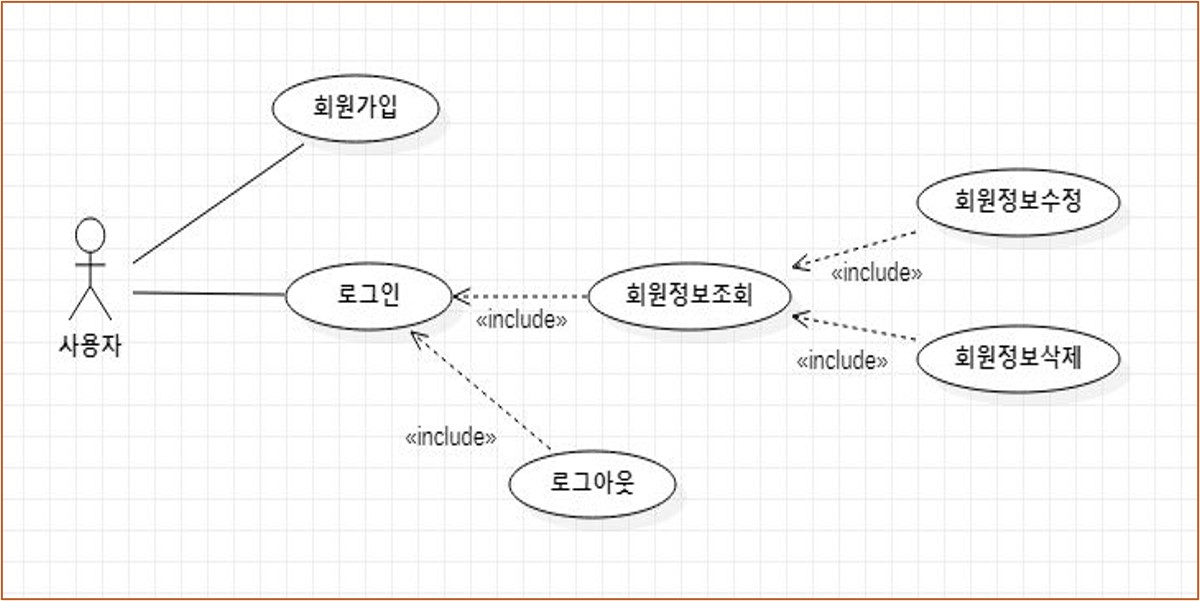 회원가입
회원정보수정
«include»
로그인
회원정보조회
«include»
사용자
«include»
회원정보삭제
«include»
로그아웃